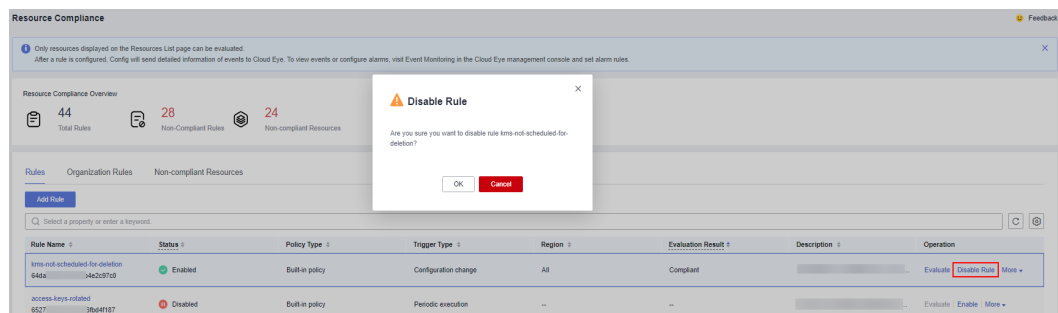 Resource Compliance
Feedback
Only resources displayed on the Resources List page can be evaluated.
After a rule is configured, Config will send detailed information of events to Cloud Eye. To view events or configure alarms, visit Event Monitoring in the Cloud Eye management console and set alarm rules.
Resource Compliance Overview
44
Total Rules
28
Non-Compliant Rules
24
Non-compliant Resources
Disable Rule
Are you sure you want to disable rule kms-not-scheduled-for-
deletion?
OK Cancel
Rules Organization Rules Non-compliant Resources
Add Rule
Select a property or enter a keyword.
Rule Name Status Policy Type Trigger Type Region Evaluation Result Description Operation
kms-not-scheduled-for-deletion
64da
Enabled Built-in policy Configuration change All Compliant ... Evaluate Disable Rule More
access-keys-rotated
6527
Disabled Built-in policy Periodic execution -- -- ... Evaluate Enable More